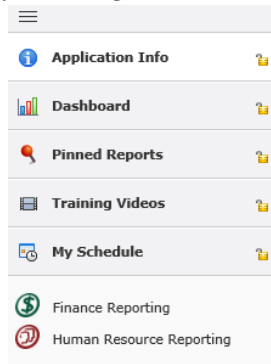 Application Info
Dashboard
Pinned Reports
Training Videos
My Schedule
Finance Reporting
Human Resource Reporting